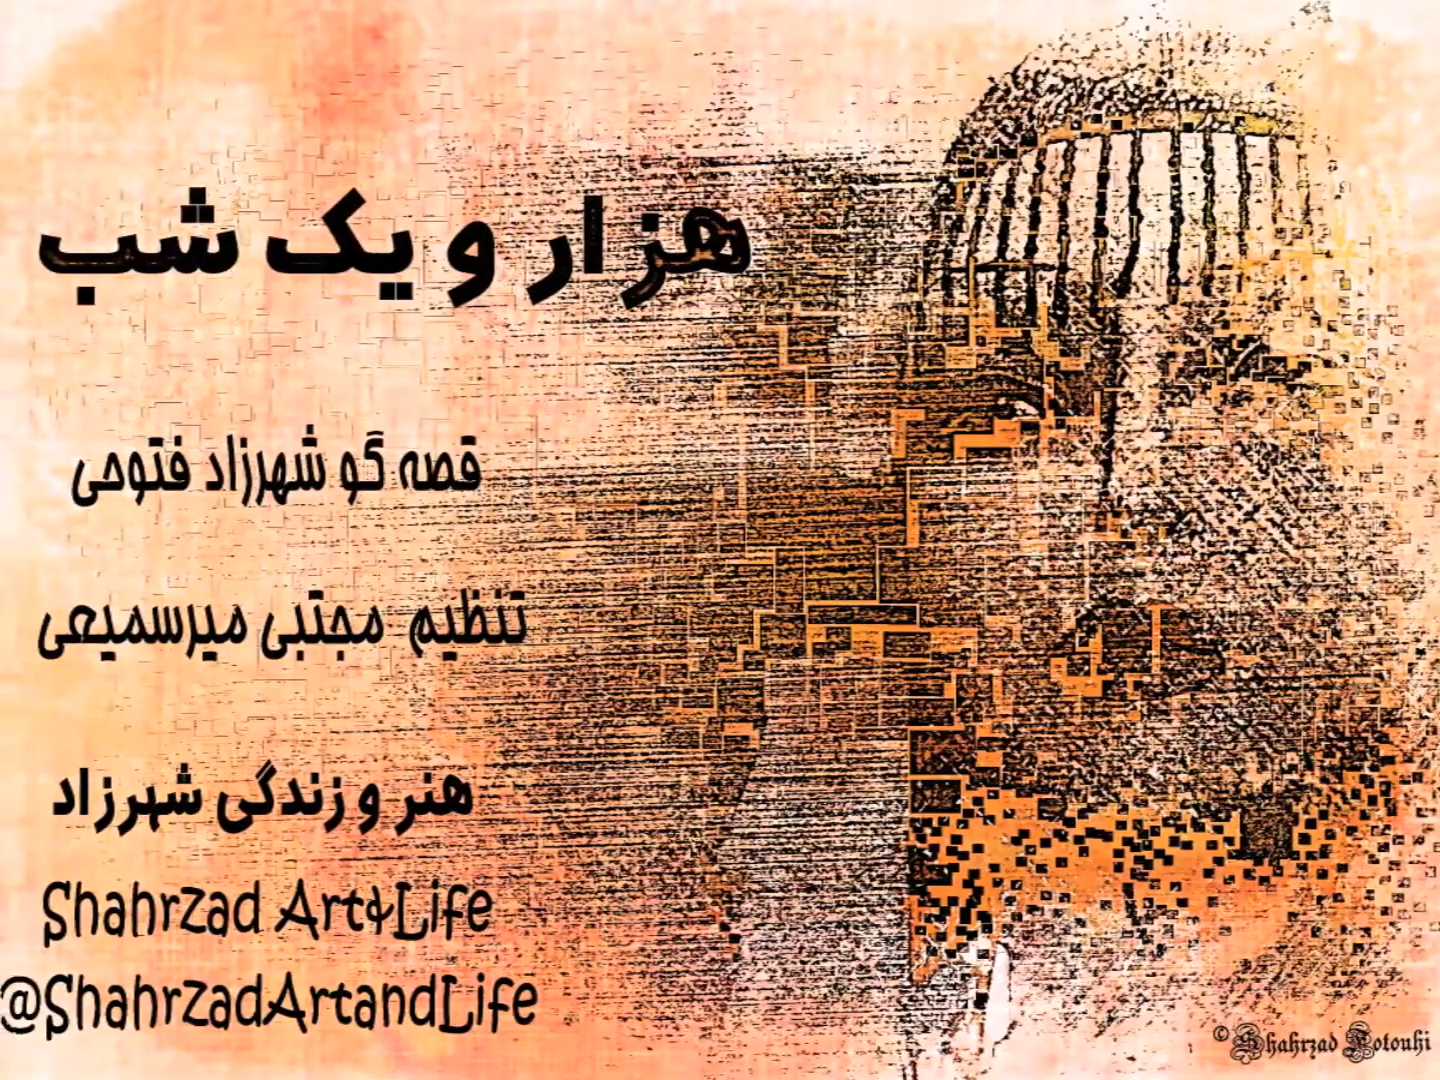 هزار و یک شب
قصه گو شهرزاد فتوحی
تنظیم مجتبی میرسمیعی
هنر و زندگی شهرزاد
Shahrzad Art&Life
@ShahrzadArtandLife
© Shahrzad Fotouhi